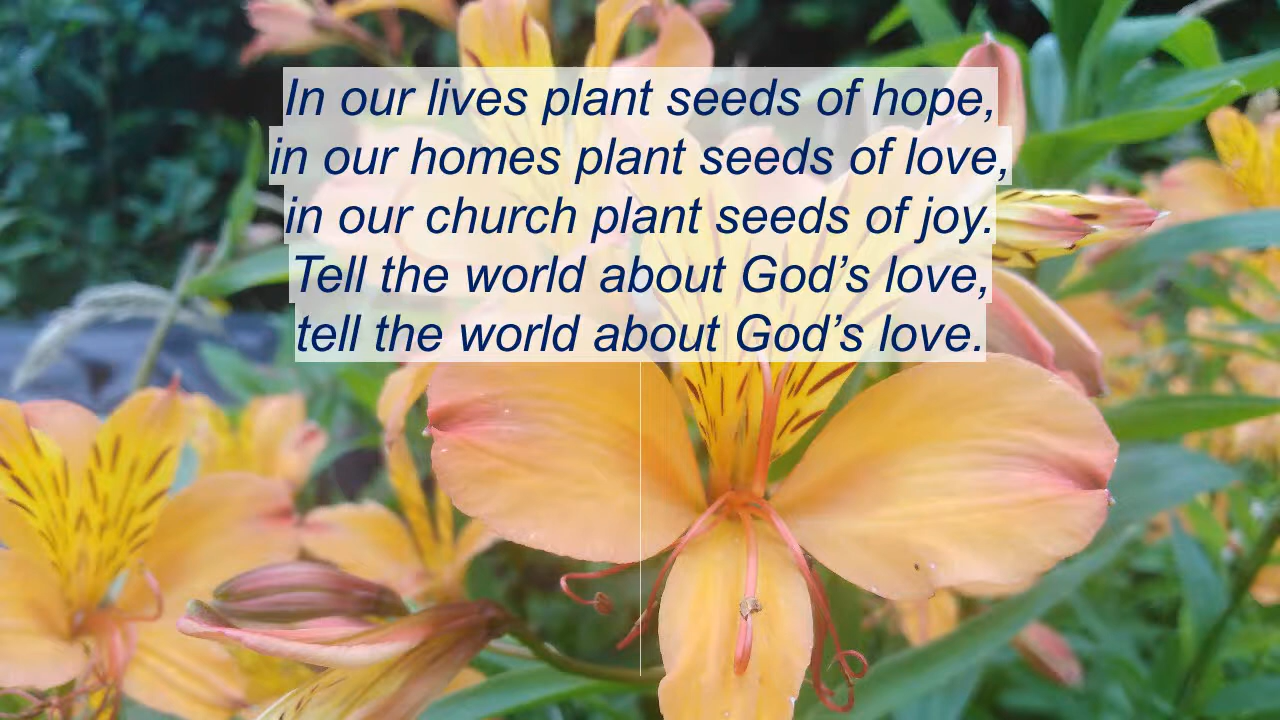 In our lives plant seeds of hope,
in our homes plant seeds of love,
in our church plant seeds of joy.
Tell the world about God’s love,
tell the world about God’s love.